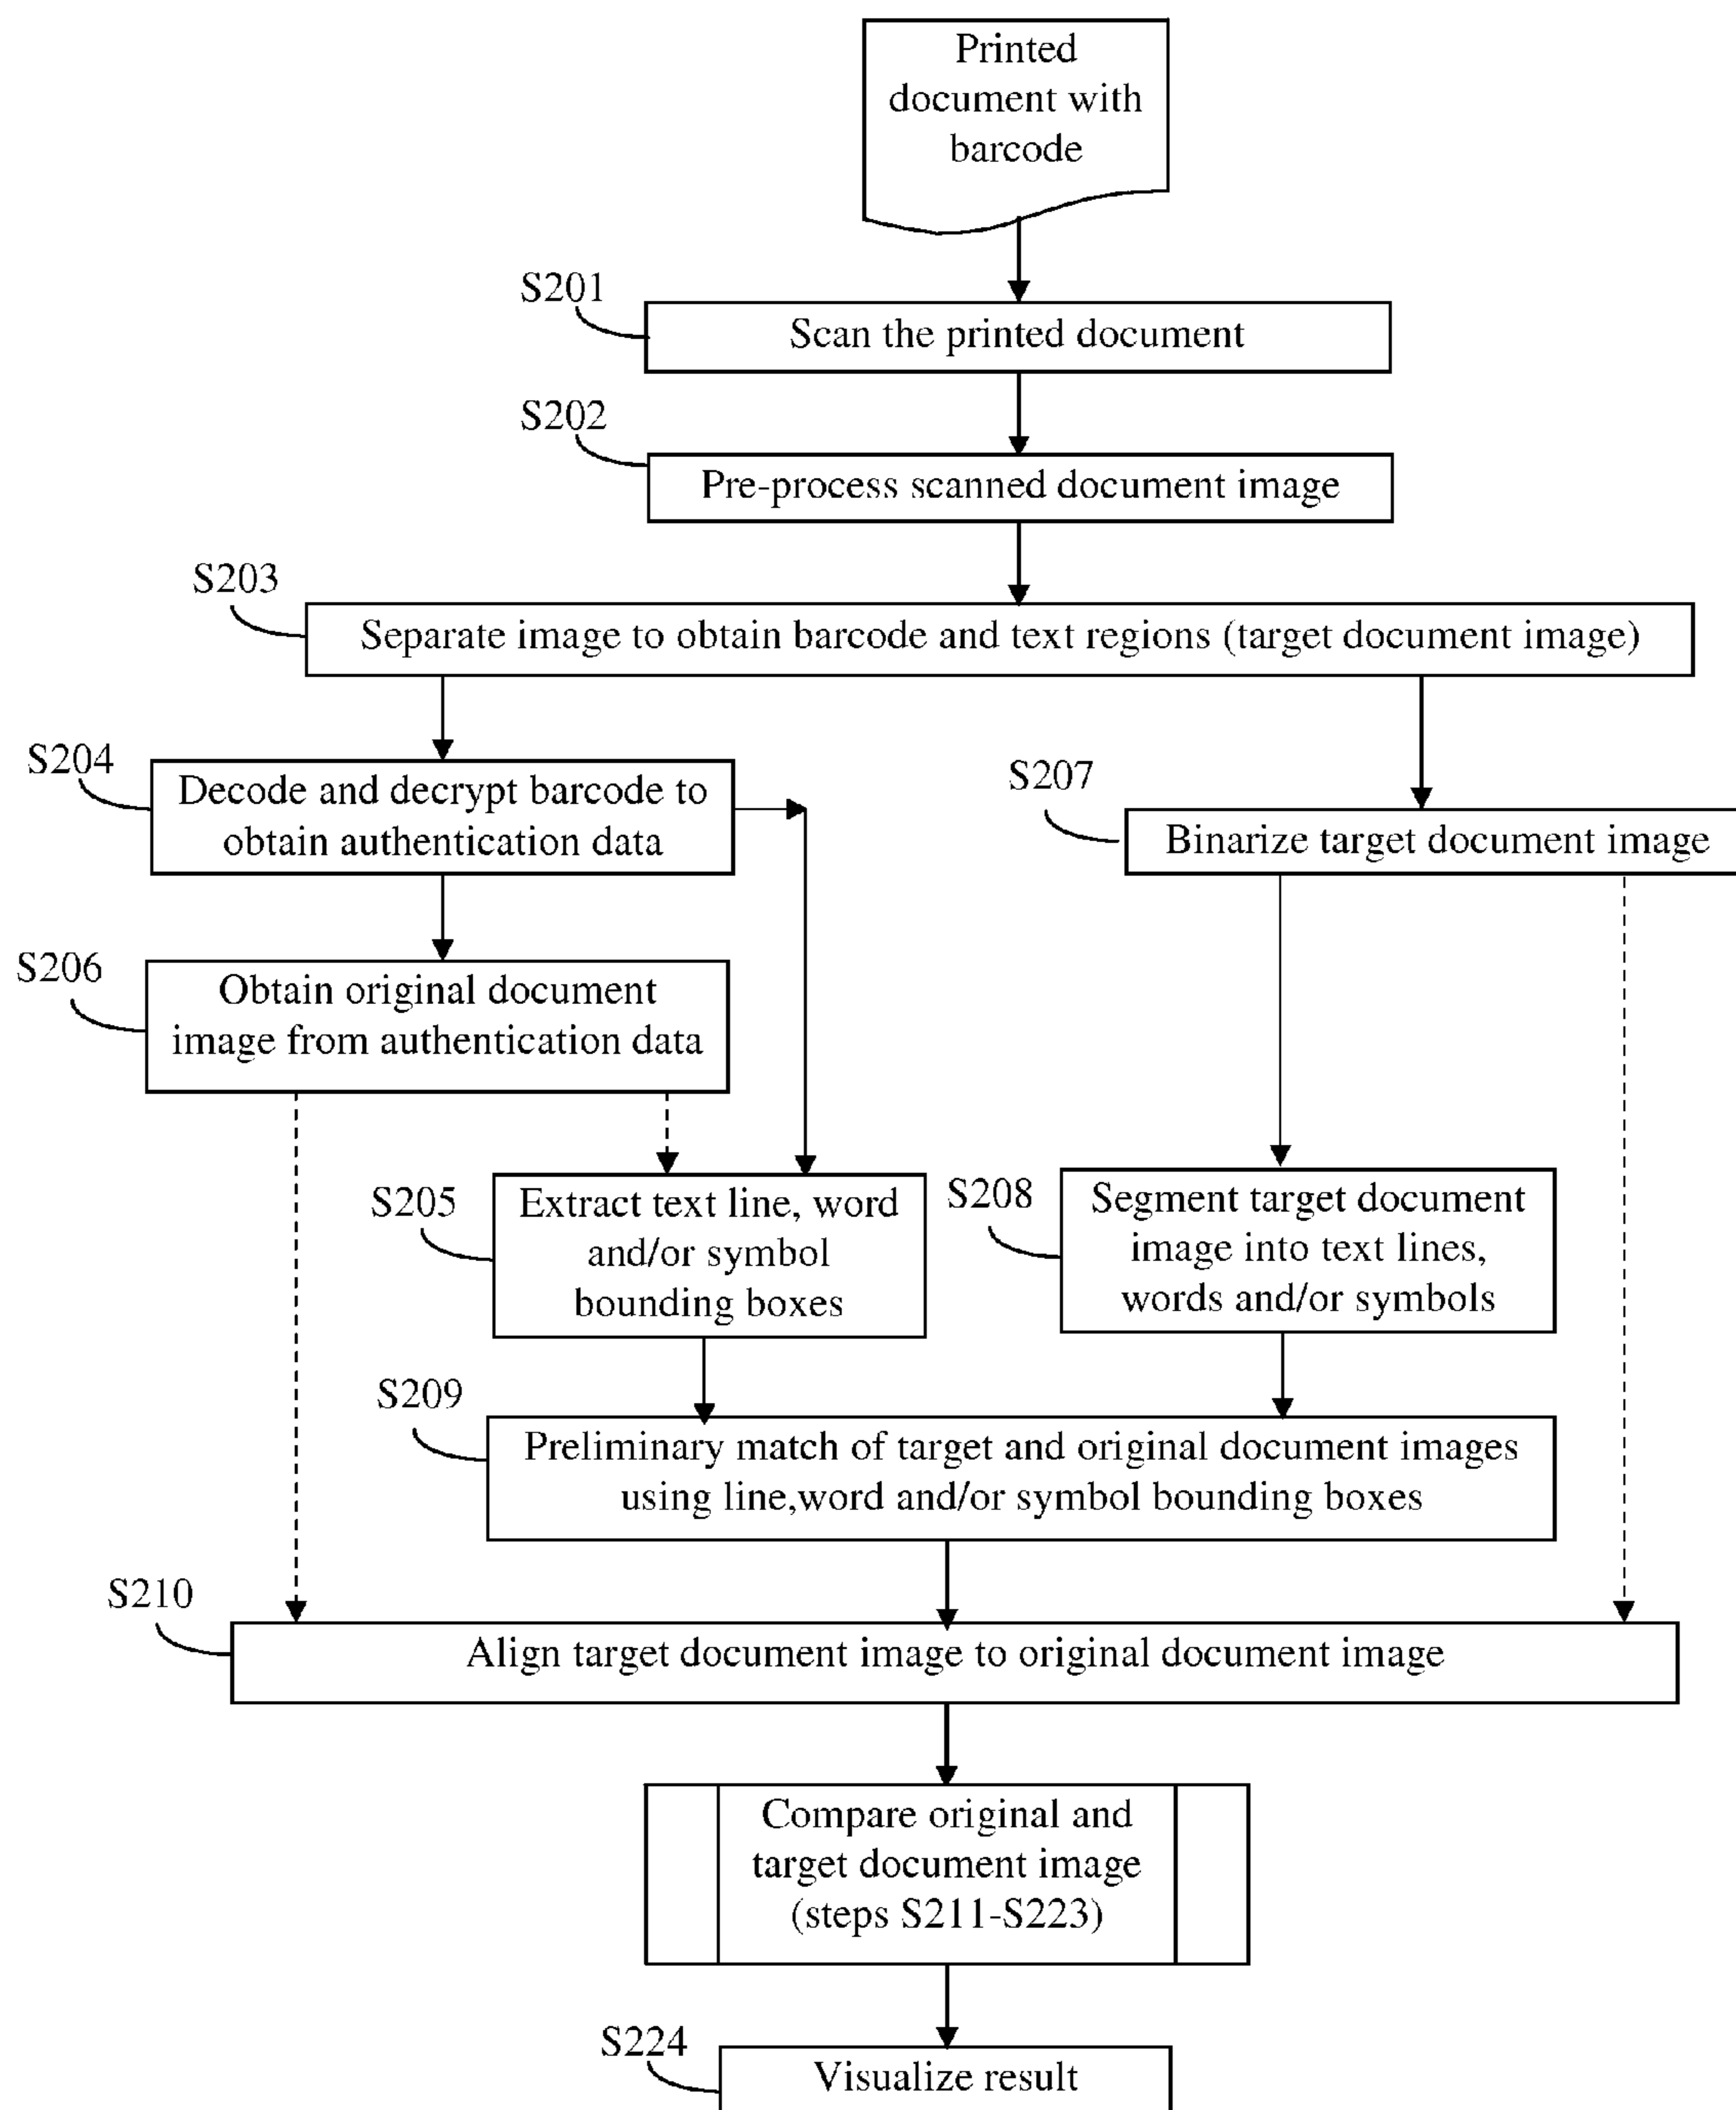 Printed
document with
barcode
S201
Scan the printed document
S202
Pre-process scanned document image
S203
Separate image to obtain barcode and text regions (target document image)
S204
Decode and decrypt barcode to
obtain authentication data
S207
Binarize target document image
S206
Obtain original document
image from authentication data
S205
Extract text line, word
and/or symbol
bounding boxes
S208
Segment target document
image into text lines,
words and/or symbols
S209
Preliminary match of target and original document images
using line,word and/or symbol bounding boxes
S210
Align target document image to original document image
Compare original and
target document image
(steps S211-S223)
S224
Visualize result